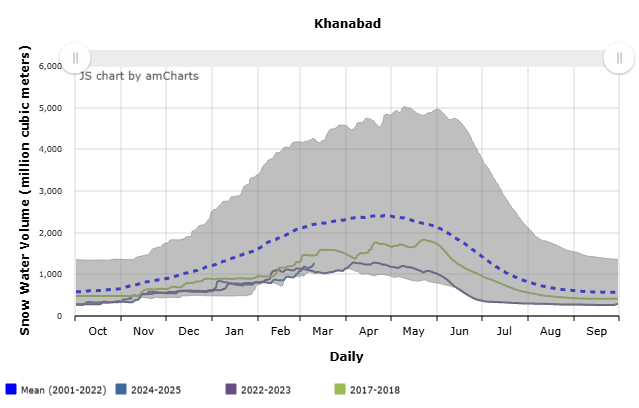 Khanabad
Snow Water Volume (million cubic meters)
6,000
JS chart by amCharts
5,000
4,000
3,000
2,000
1,000
0
Oct Nov Dec Jan Feb Mar Apr May Jun Jul Aug Sep
Daily
Mean (2001-2022) 2024-2025 2022-2023 2017-2018